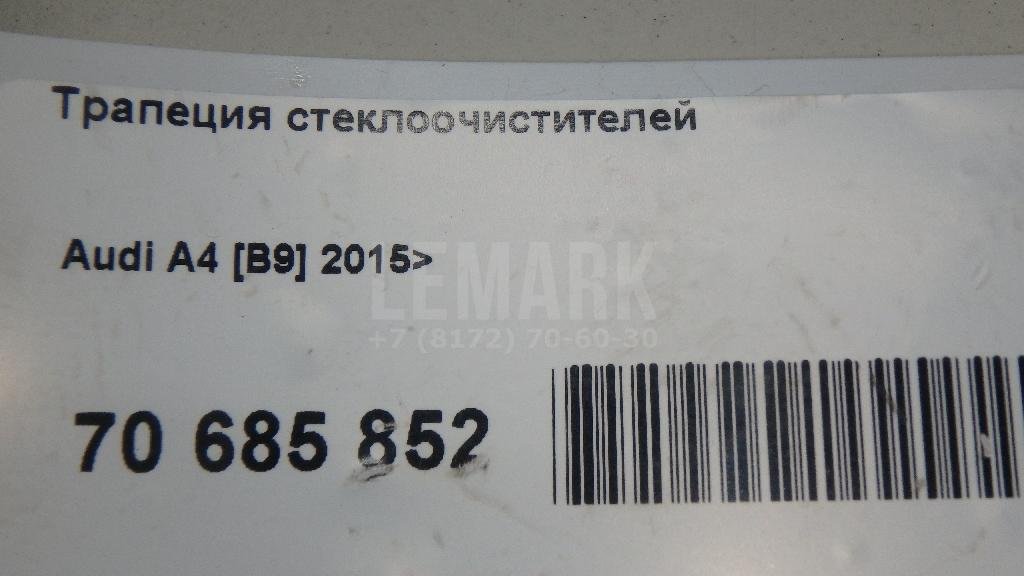 Трапеция стеклоочистителей
Audi A4 [B9] 2015>
LEMARK
+7 (8172) 70-60-30
70 685 852